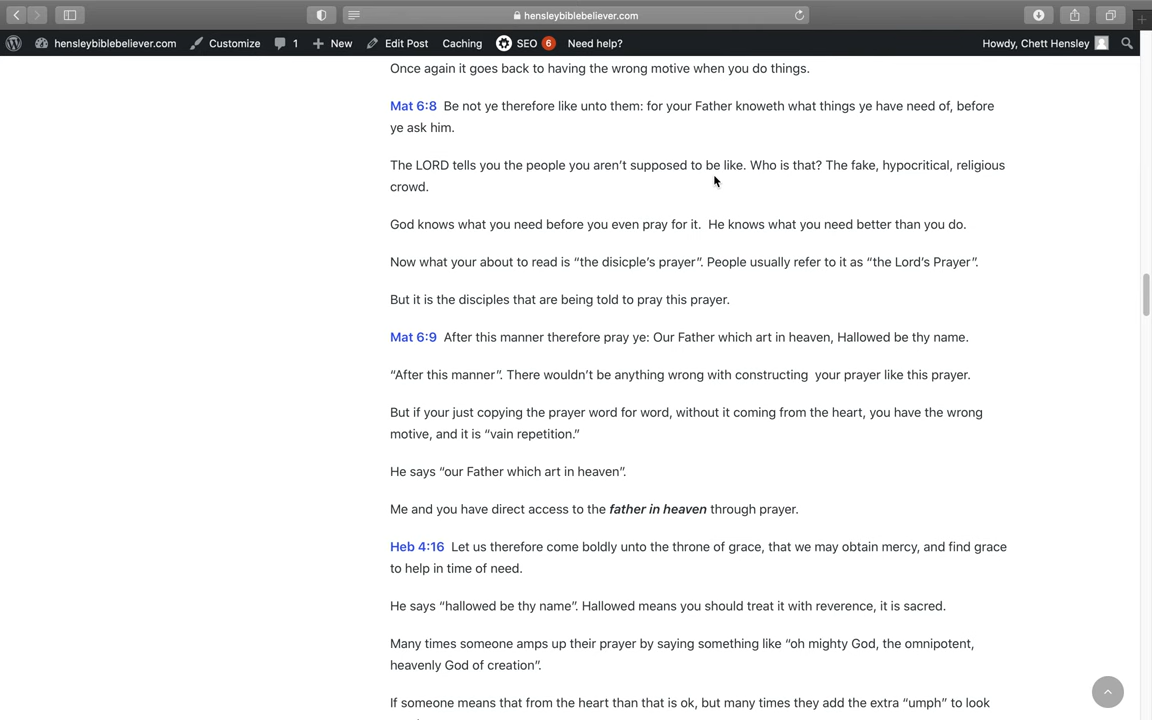 hensleybiblebeliever.com
hensleybiblebeliever.com Customize 1 New Edit Post Caching SEO 6 Need help? Howdy, Chett Hensley
Once again it goes back to having the wrong motive when you do things.
Mat 6:8 Be not ye therefore like unto them: for your Father knoweth what things ye have need of, before
ye ask him.
The LORD tells you the people you aren’t supposed to be like. Who is that? The fake, hypocritical, religious
crowd.
God knows what you need before you even pray for it. He knows what you need better than you do.
Now what your about to read is “the disicple’s prayer”. People usually refer to it as “the Lord’s Prayer”.
But it is the disciples that are being told to pray this prayer.
Mat 6:9 After this manner therefore pray ye: Our Father which art in heaven, Hallowed be thy name.
“After this manner”. There wouldn’t be anything wrong with constructing your prayer like this prayer.
But if your just copying the prayer word for word, without it coming from the heart, you have the wrong
motive, and it is “vain repetition.”
He says “our Father which art in heaven”.
Me and you have direct access to the father in heaven through prayer.
Heb 4:16 Let us therefore come boldly unto the throne of grace, that we may obtain mercy, and find grace
to help in time of need.
He says “hallowed be thy name”. Hallowed means you should treat it with reverence, it is sacred.
Many times someone amps up their prayer by saying something like “oh mighty God, the omnipotent,
heavenly God of creation”.
If someone means that from the heart than that is ok, but many times they add the extra “umph” to look